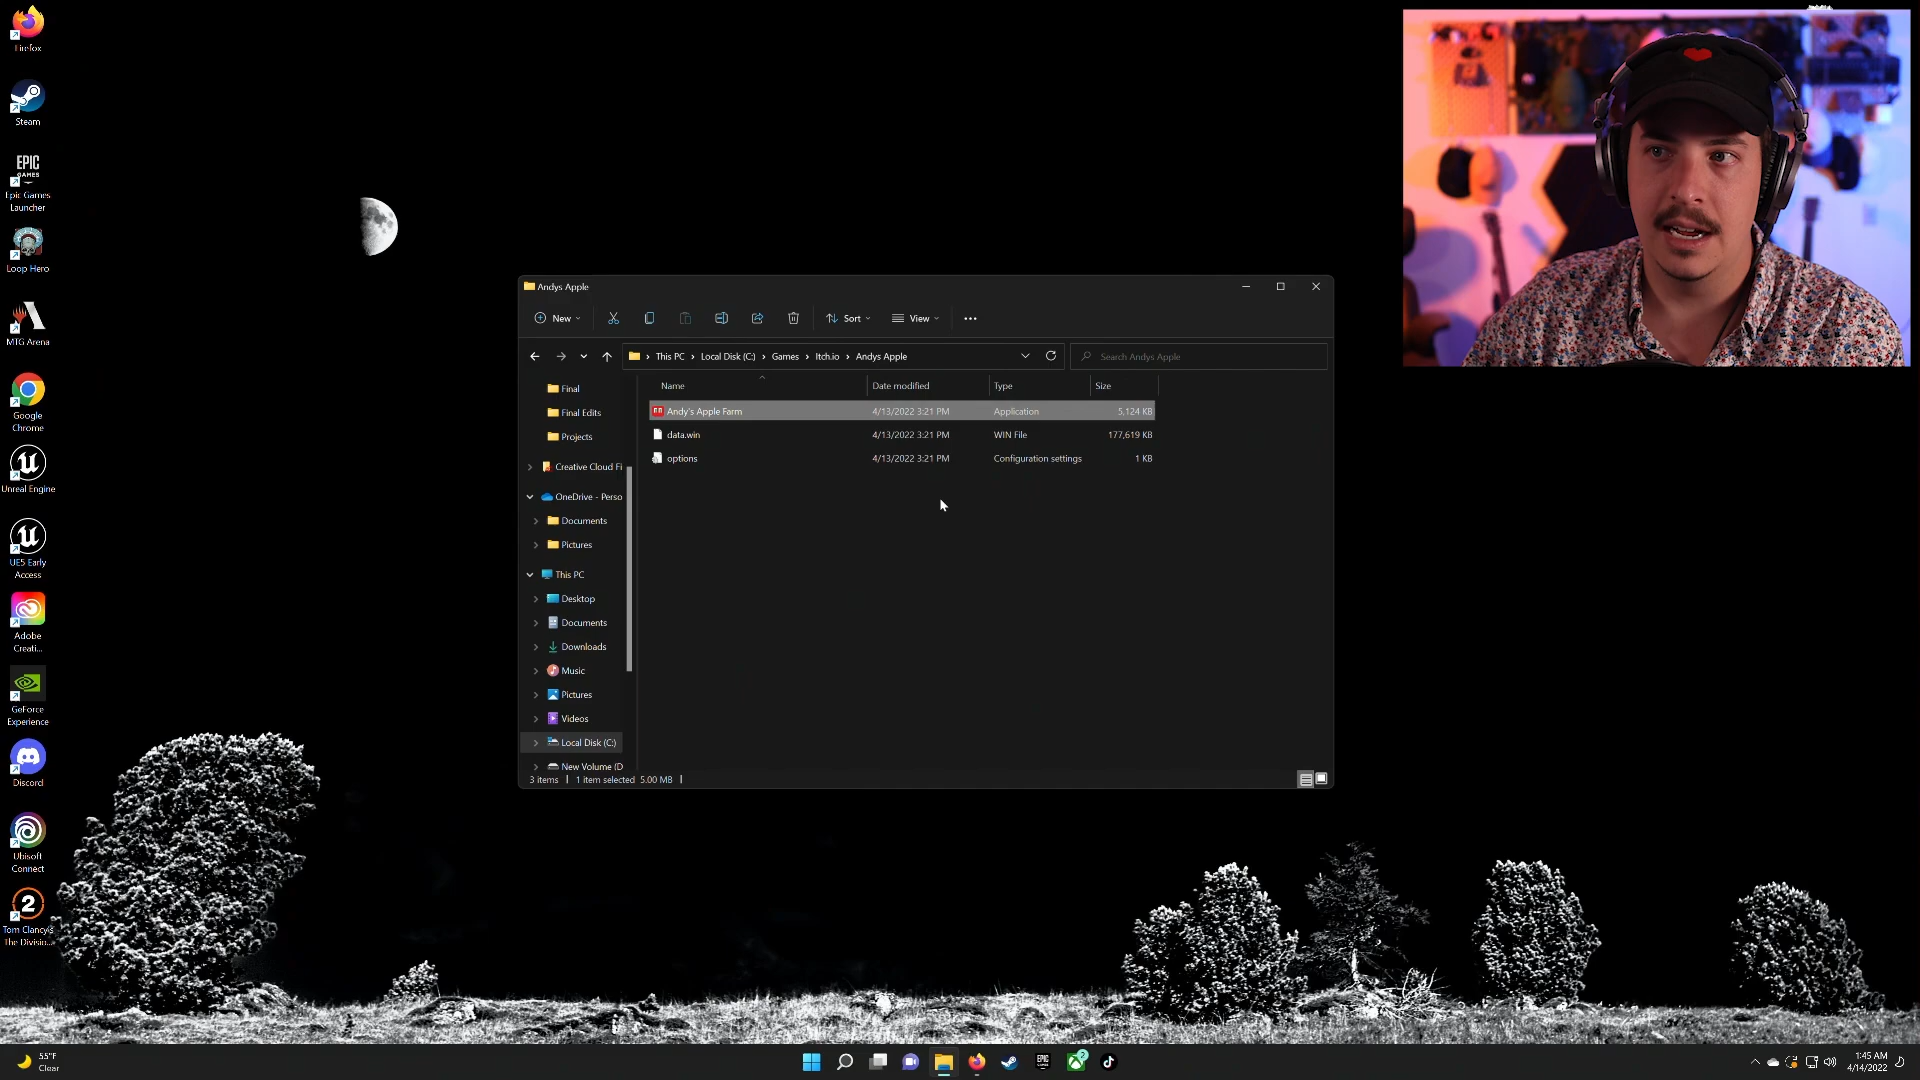 Firefox
Steam
EPIC
GAMES
Epic Games
Launcher
Loop Hero
MTG Arena
Google
Chrome
Unreal Engine
UE5 Early
Access
Adobe
Creati...
GeForce
Experience
Discord
Ubisoft
Connect
2
Tom Clancy's
The Divisio...
Andys Apple
New
Sort
View
This PC › Local Disk (C:) › Games › Itch.io › Andys Apple
Search Andys Apple
Final
Final Edits
Projects
Creative Cloud Fi
OneDrive - Perso
Documents
Pictures
This PC
Desktop
Documents
Downloads
Music
Pictures
Videos
Local Disk (C:)
New Volume (D
Name Date modified Type Size
Andy's Apple Farm 4/13/2022 3:21 PM Application 5,124 KB
data.win 4/13/2022 3:21 PM WIN File 177,619 KB
options 4/13/2022 3:21 PM Configuration settings 1 KB
3 items 1 item selected 5.00 MB
55°F
Clear
EPIC
GAMES
2
1:45 AM
4/14/2022